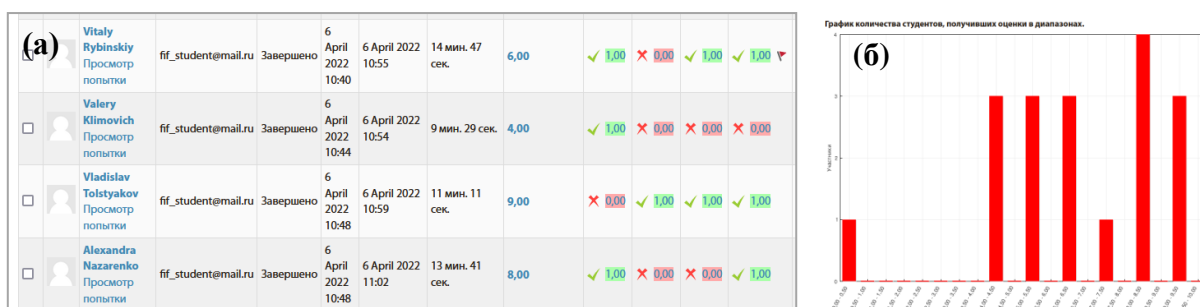 (а)
Vitaly
Rybinskiy
Просмотр
попытки
fif_student@mail.ru Завершено
6
April
2022
10:40
6 April 2022
10:55
14 мин. 47
сек.
6,00
1,00 0,00 1,00 1,00
Valery
Klimovich
Просмотр
попытки
fif_student@mail.ru Завершено
6
April
2022
10:44
6 April 2022
10:54
9 мин. 29 сек.
4,00
1,00 0,00 0,00 0,00
Vladislav
Tolstyakov
Просмотр
попытки
fif_student@mail.ru Завершено
6
April
2022
10:48
6 April 2022
10:59
11 мин. 11
сек.
9,00
0,00 1,00 1,00 1,00
Alexandra
Nazarenko
Просмотр
попытки
fif_student@mail.ru Завершено
6
April
2022
10:48
6 April 2022
11:02
13 мин. 41
сек.
8,00
1,00 0,00 0,00 1,00
График количества студентов, получивших оценки в диапазонах.
(б)
4
3
2
1
0
Участники